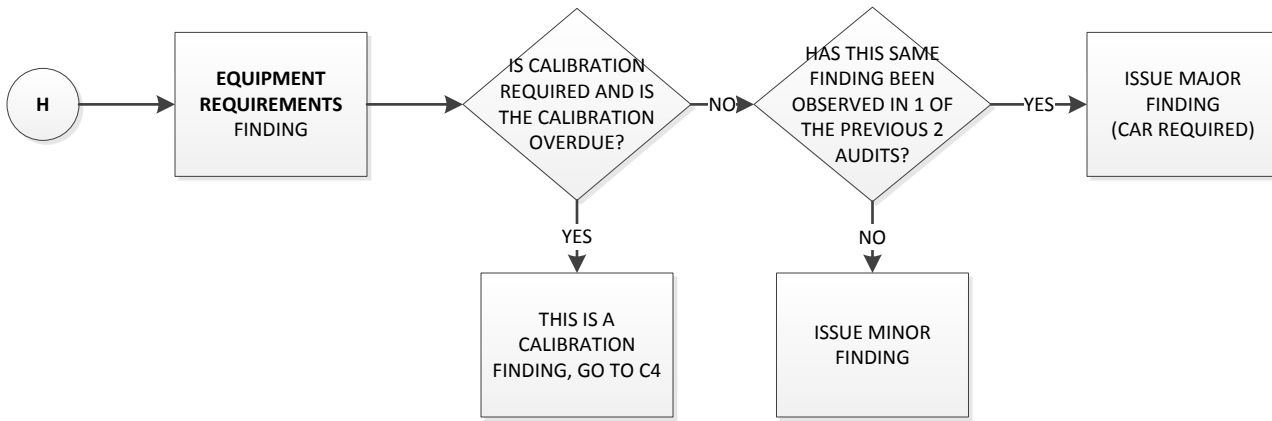 H
EQUIPMENT
REQUIREMENTS
FINDING
IS CALIBRATION
REQUIRED AND IS
THE CALIBRATION
OVERDUE?
NO
HAS THIS SAME
FINDING BEEN
OBSERVED IN 1 OF
THE PREVIOUS 2
AUDITS?
YES
ISSUE MAJOR
FINDING
(CAR REQUIRED)
YES
NO
THIS IS A
CALIBRATION
FINDING, GO TO C4
ISSUE MINOR
FINDING